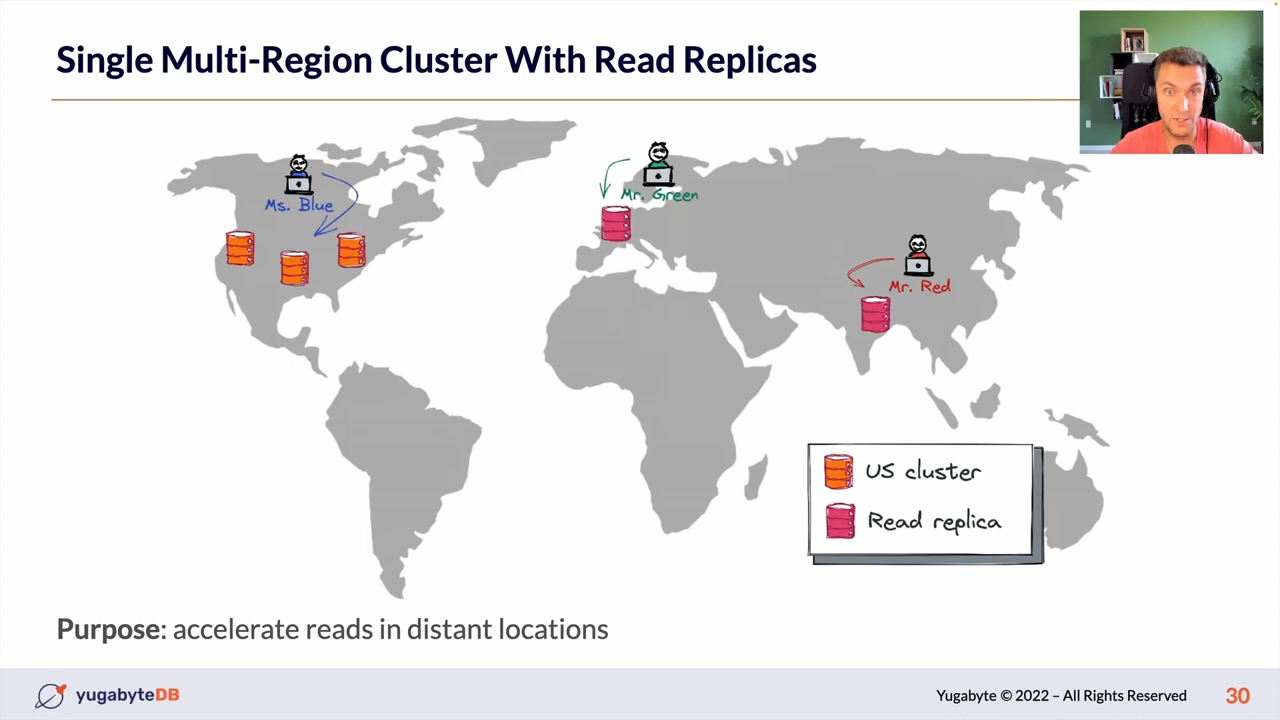 Single Multi-Region Cluster With Read Replicas
Ms. Blue
Mr. Green
Mr. Red
US cluster
Read replica
Purpose: accelerate reads in distant locations
yugabyteDB
Yugabyte © 2022 – All Rights Reserved
30